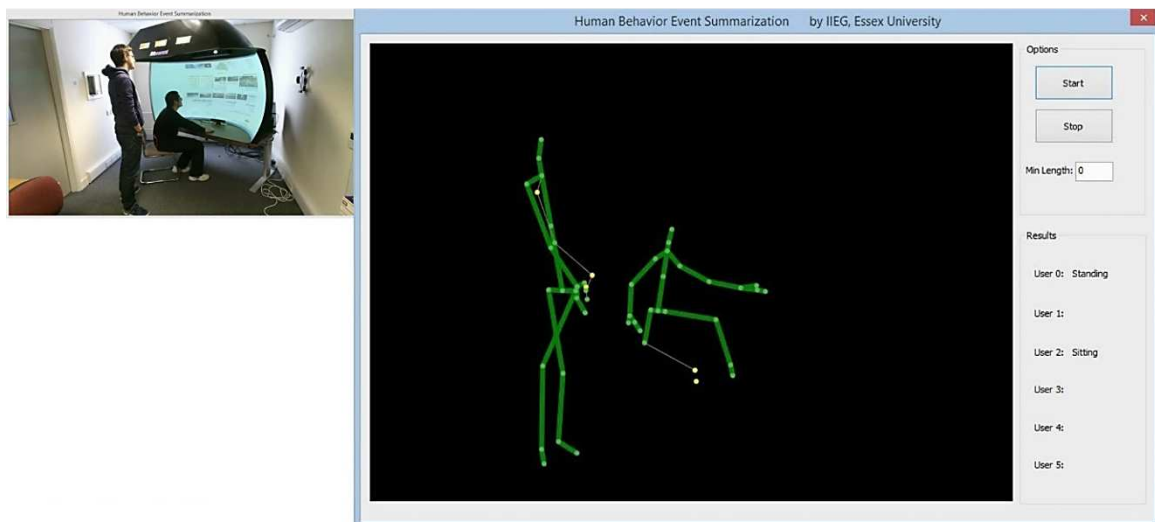 Human Behavior Event Summarization
Human Behavior Event Summarization by IIEG, Essex University
Options
Start
Stop
Min Length: 0
Results
User 0: Standing
User 1:
User 2: Sitting
User 3:
User 4:
User 5: